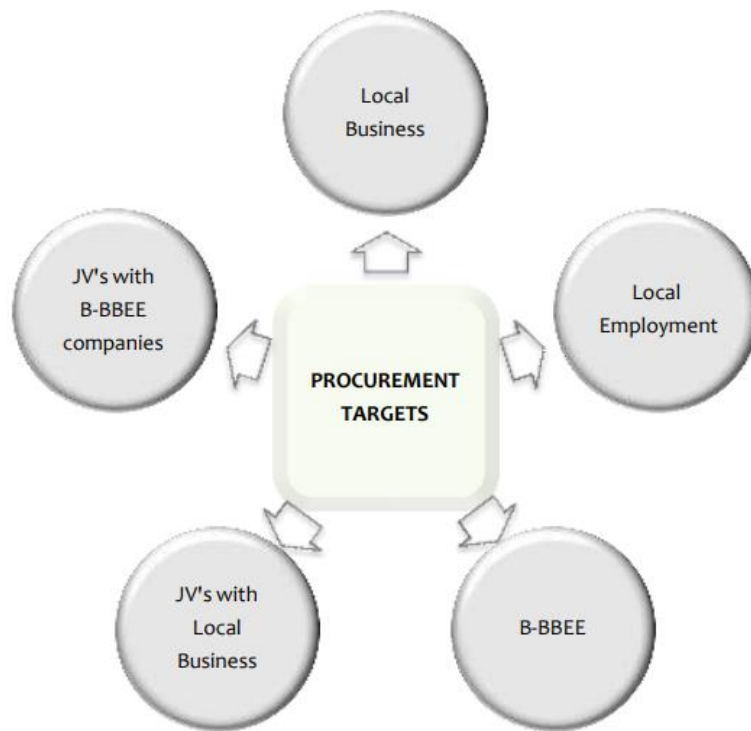 Local
Business
JV's with
B-BBEE
companies
Local
Employment
PROCUREMENT
TARGETS
JV's with
Local
Business
B-BBEE